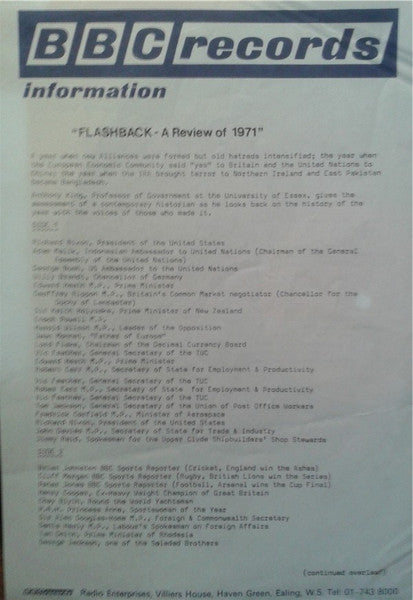 BBC records
information
"FLASHBACK - A Review of 1971"
A year when new alliances were formed but old hatreds intensified; the year when
the European Economic Community said "yes" to Britain and the United Nations to
China; the year when the IRA brought terror to Northern Ireland and East Pakistan
became Bangladesh.
Anthony King, Professor of Government at the University of Essex, gives the
assessment of a contemporary historian as he looks back on the history of the
year with the voices of those who made it.
SIDE 1
Richard Nixon, President of the United States
Adam Malik, Indonesian Ambassador to United Nations (Chairman of the General
Assembly of the United Nations)
George Bush, US Ambassador to the United Nations
Willy Brandt, Chancellor of Germany
Edward Heath M.P., Prime Minister
Geoffrey Rippon M.P., Britain's Common Market negotiator (Chancellor for the
Duchy of Lancaster)
Sir Keith Holyoake, Prime Minister of New Zealand
Enoch Powell M.P.
Harold Wilson M.P., Leader of the Opposition
Jean Monnet, "Father of Europe"
Lord Fiske, Chairman of the Decimal Currency Board
Vic Feather, General Secretary of the TUC
Edward Heath M.P., Prime Minister
Robert Carr M.P., Secretary of State for Employment & Productivity
Vic Feather, General Secretary of the TUC
Robert Carr M.P., Secretary of State for Employment & Productivity
Vic Feather, General Secretary of the TUC
Tom Jackson, General Secretary of the Union of Post Office Workers
Frederick Corfield M.P., Minister of Aerospace
Richard Nixon, President of the United States
John Davies M.P., Secretary of State for Trade & Industry
Jimmy Reid, Spokesman for the Upper Clyde Shipbuilders' Shop Stewards
SIDE 2
Brian Johnston BBC Sports Reporter (Cricket, England win the Ashes)
Cliff Morgan BBC Sports Reporter (Rugby, British Lions win the Series)
Peter Jones BBC Sports Reporter (Football, Arsenal win the Cup Final)
Henry Cooper, Ex-Heavy Weight Champion of Great Britain
Chay Blyth, Round the World Yachtsman
H.R.H. Princess Anne, Sportswoman of the Year
Sir Alec Douglas-Home M.P., Foreign & Commonwealth Secretary
Denis Healy M.P., Labour's Spokesman on Foreign Affairs
Ian Smith, Prime Minister of Rhodesia
George Jackson, one of the Soledad Brothers
(continued overleaf)
Radio Enterprises, Villiers House, Haven Green, Ealing, W.5. Tel: 01-743 8000